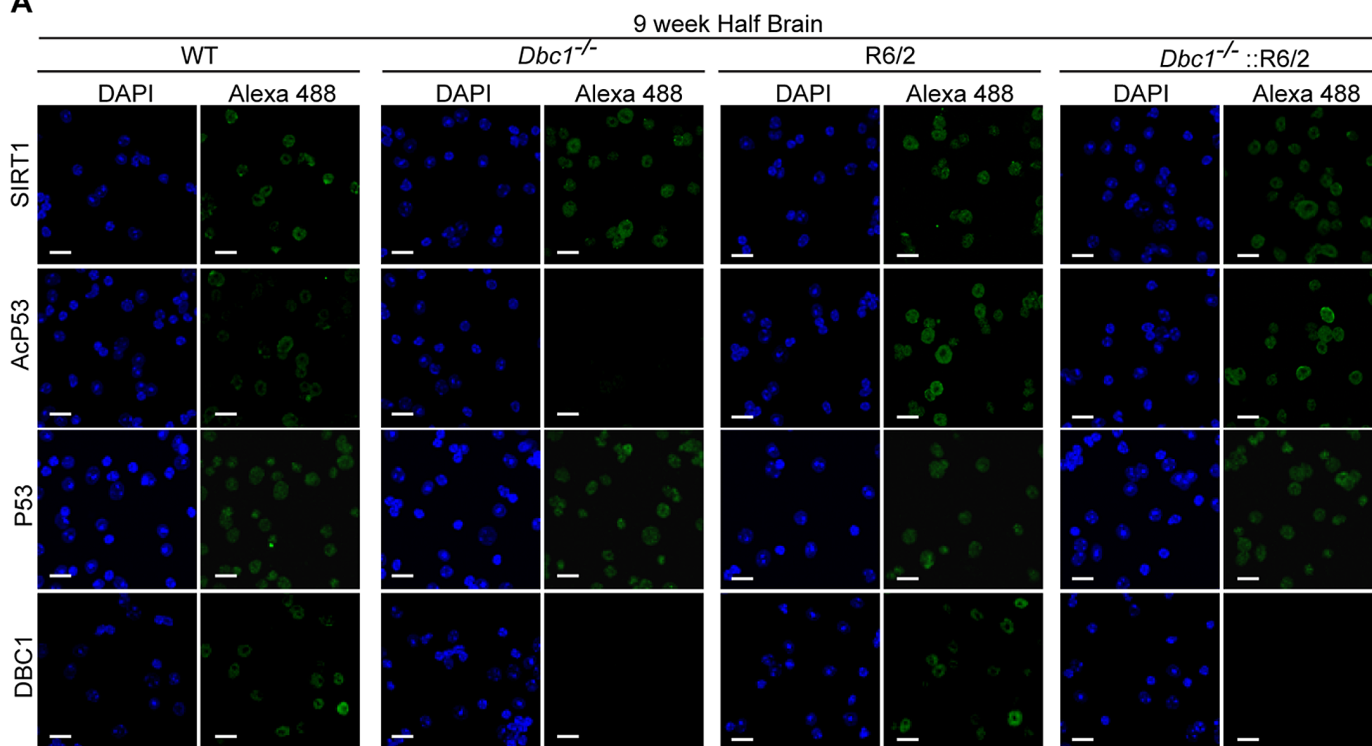 A
9 week Half Brain
WT Dbc1-/- R6/2 Dbc1-/- ::R6/2
DAPI Alexa 488 DAPI Alexa 488 DAPI Alexa 488 DAPI Alexa 488
SIRT1
AcP53
P53
DBC1